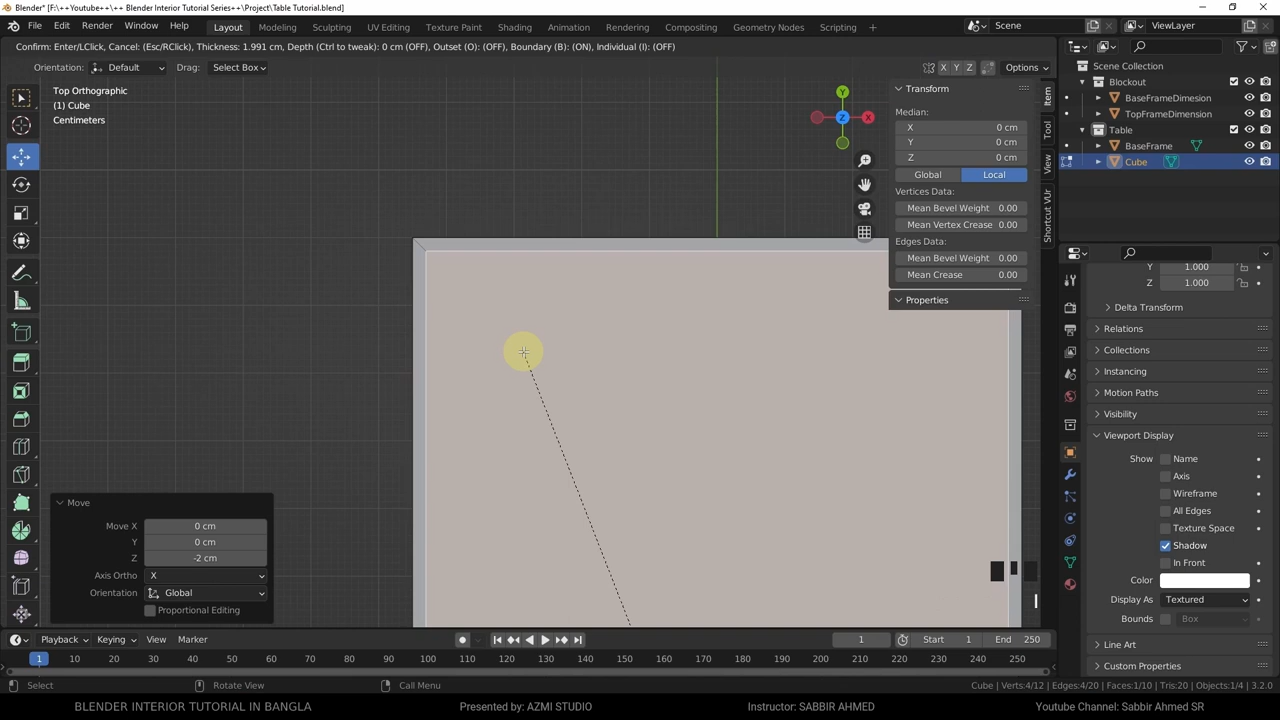 Blender* [F:\++Youtube++\++ Blender Interior Tutorial Series++\Project\Table Tutorial.blend]
File Edit Render Window Help Layout Modeling Sculpting UV Editing Texture Paint Shading Animation Rendering Compositing Geometry Nodes Scripting Scene ViewLayer
Confirm: Enter/LClick, Cancel: (Esc/RClick), Thickness: 1.991 cm, Depth (Ctrl to tweak): 0 cm (OFF), Outset (O): (OFF), Boundary (B): (ON), Individual (I): (OFF)
Orientation: Default Drag: Select Box X Y Z Options
Top Orthographic
(1) Cube
Centimeters
Y
Z
X
Transform
Median:
X 0 cm
Y 0 cm
Z 0 cm
Global Local
Vertices Data:
Mean Bevel Weight 0.00
Mean Vertex Crease 0.00
Edges Data:
Mean Bevel Weight 0.00
Mean Crease 0.00
Properties
Item
Tool
View
Shortcut VUr
Scene Collection
Blockout
BaseFrameDimesion
TopFrameDimension
Table
BaseFrame
Cube
Y 1.000
Z 1.000
Delta Transform
Relations
Collections
Instancing
Motion Paths
Visibility
Viewport Display
Show Name
Axis
Wireframe
All Edges
Texture Space
Shadow
In Front
Color
Display As Textured
Bounds Box
Line Art
Custom Properties
Move
Move X 0 cm
Y 0 cm
Z -2 cm
Axis Ortho X
Orientation Global
Proportional Editing
Playback Keying View Marker 1 Start 1 End 250
1 10 20 30 40 50 60 70 80 90 100 110 120 130 140 150 160 170 180 190 200 210 220 230 240 250
Select Rotate View Call Menu Cube | Verts:4/12 | Edges:4/20 | Faces:1/10 | Tris:20 | Objects:1/4 | 3.2.0
BLENDER INTERIOR TUTORIAL IN BANGLA Presented by: AZMI STUDIO Instructor: SABBIR AHMED Youtube Channel: Sabbir Ahmed SR